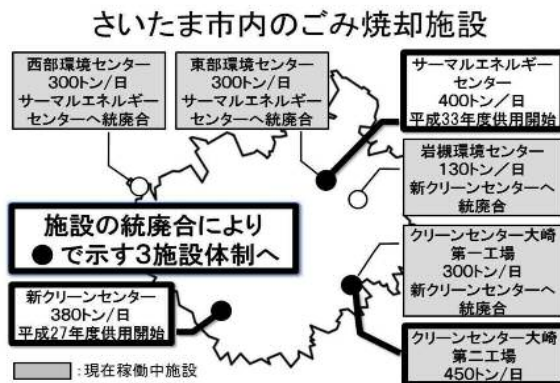 さいたま市内のごみ焼却施設
西部環境センター
300トン/日
サーマルエネルギー
センターへ統廃合
東部環境センター
300トン/日
サーマルエネルギー
センターへ統廃合
サーマルエネルギー
センター
400トン／日
平成33年度供用開始
岩槻環境センター
130トン／日
新クリーンセンターへ
統廃合
施設の統廃合により
●で示す3施設体制へ
クリーンセンター大崎
第一工場
300トン/日
新クリーンセンターへ
統廃合
新クリーンセンター
380トン/日
平成27年度供用開始
クリーンセンター大崎
第二工場
450トン/日
:現在稼働中施設